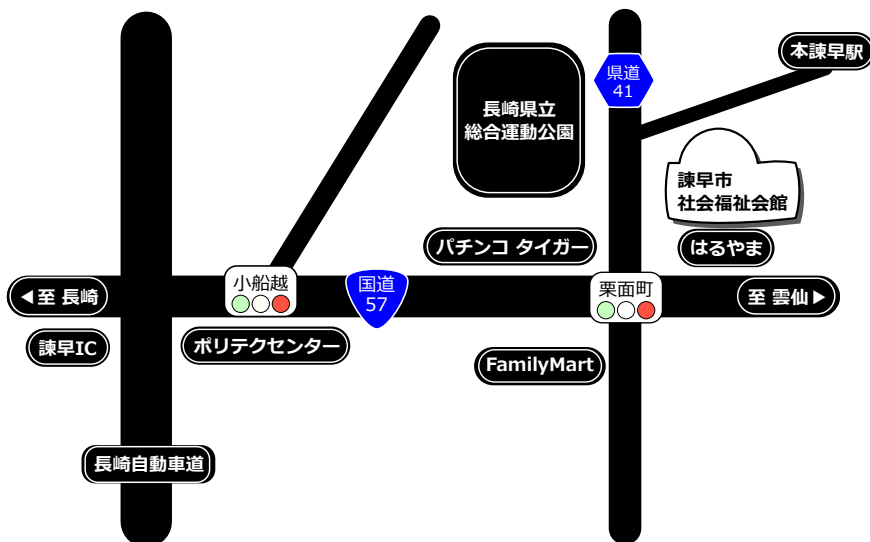 本諫早駅
県道
41
長崎県立
総合運動公園
諫早市
社会福祉会館
パチンコ タイガー
はるやま
小船越
国道
57
栗面町
◀至 長崎
至 雲仙▶
諫早IC
ポリテクセンター
FamilyMart
長崎自動車道